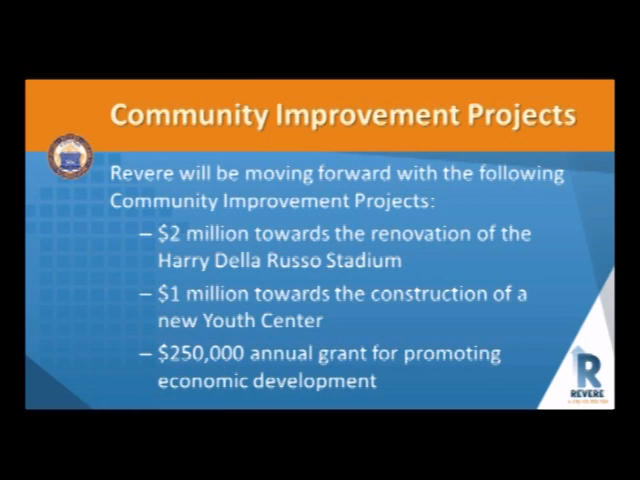 Community Improvement Projects
Revere will be moving forward with the following
Community Improvement Projects:
– $2 million towards the renovation of the
Harry Della Russo Stadium
– $1 million towards the construction of a
new Youth Center
– $250,000 annual grant for promoting
economic development
R
REVERE